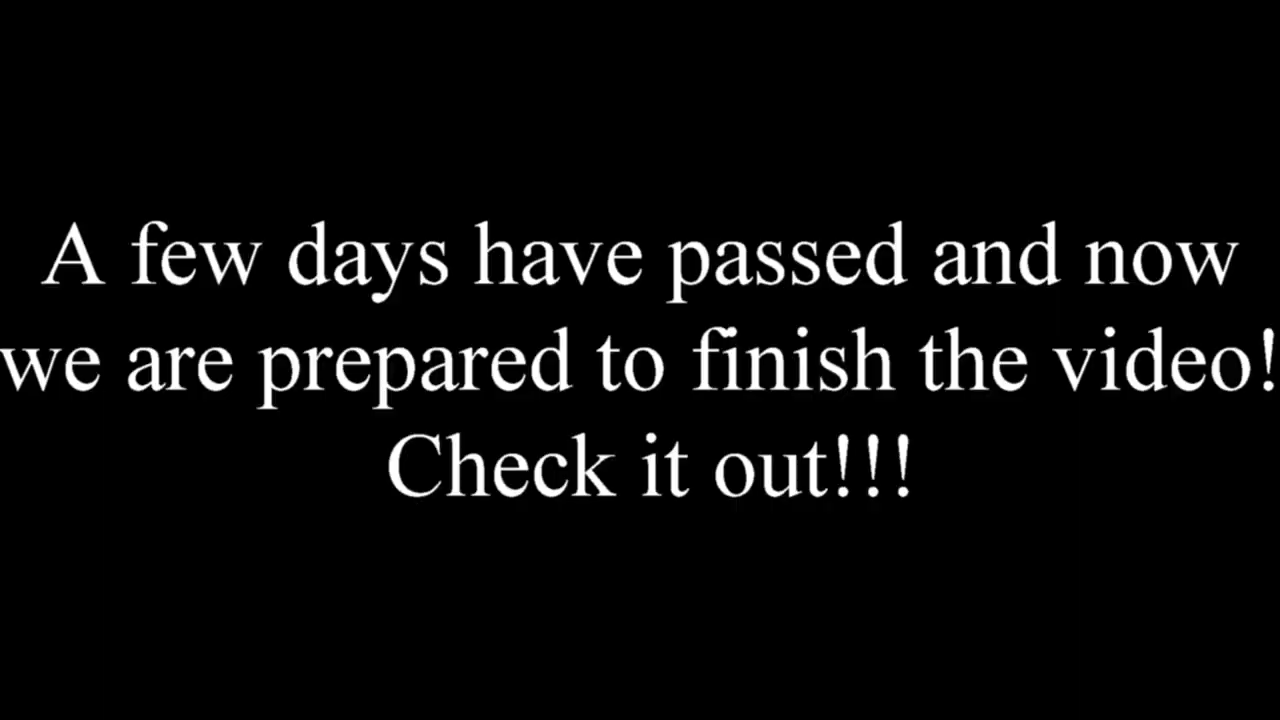 A few days have passed and now
we are prepared to finish the video!
Check it out!!!